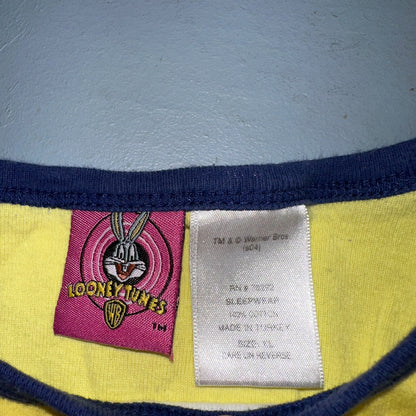 LOONEY TUNES
WB
TM
TM & © Warner Bros
(s04)
RN #
SLEEPWEAR
100% COTTON
MADE IN TURKEY
SIZE: XL
CARE ON REVERSE